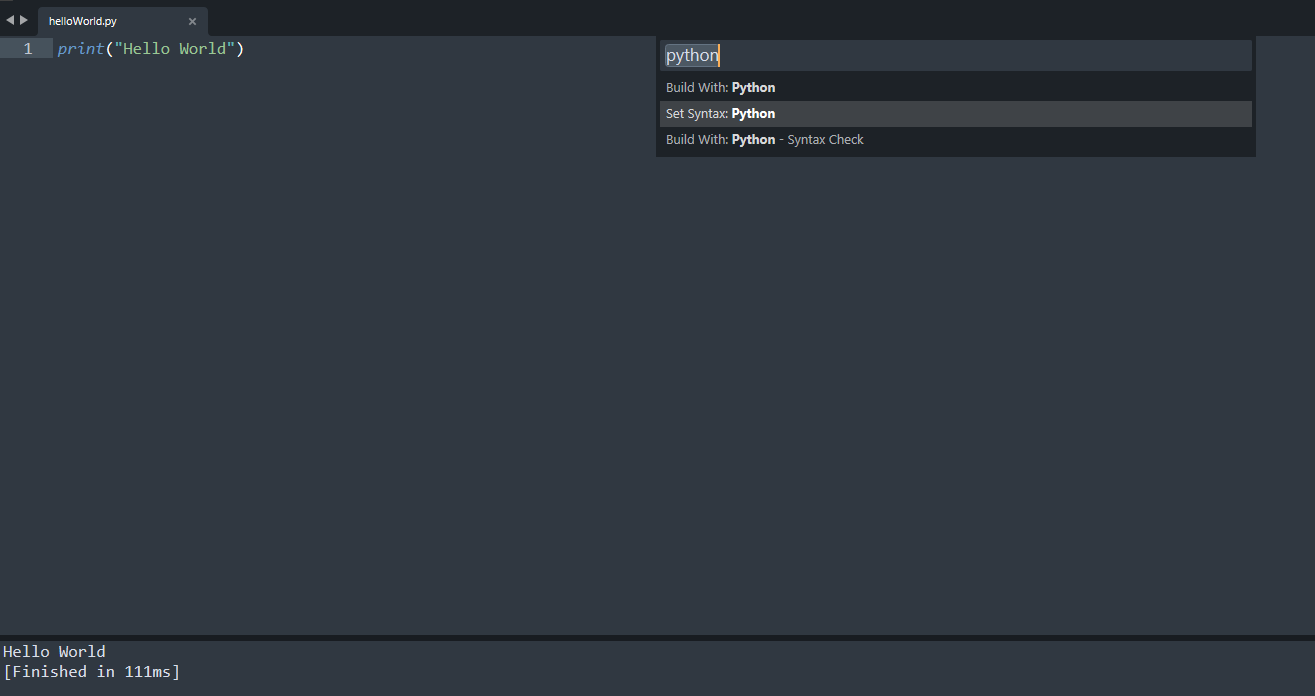 helloWorld.py
1 print("Hello World")
python
Build With: Python
Set Syntax: Python
Build With: Python - Syntax Check
Hello World
[Finished in 111ms]